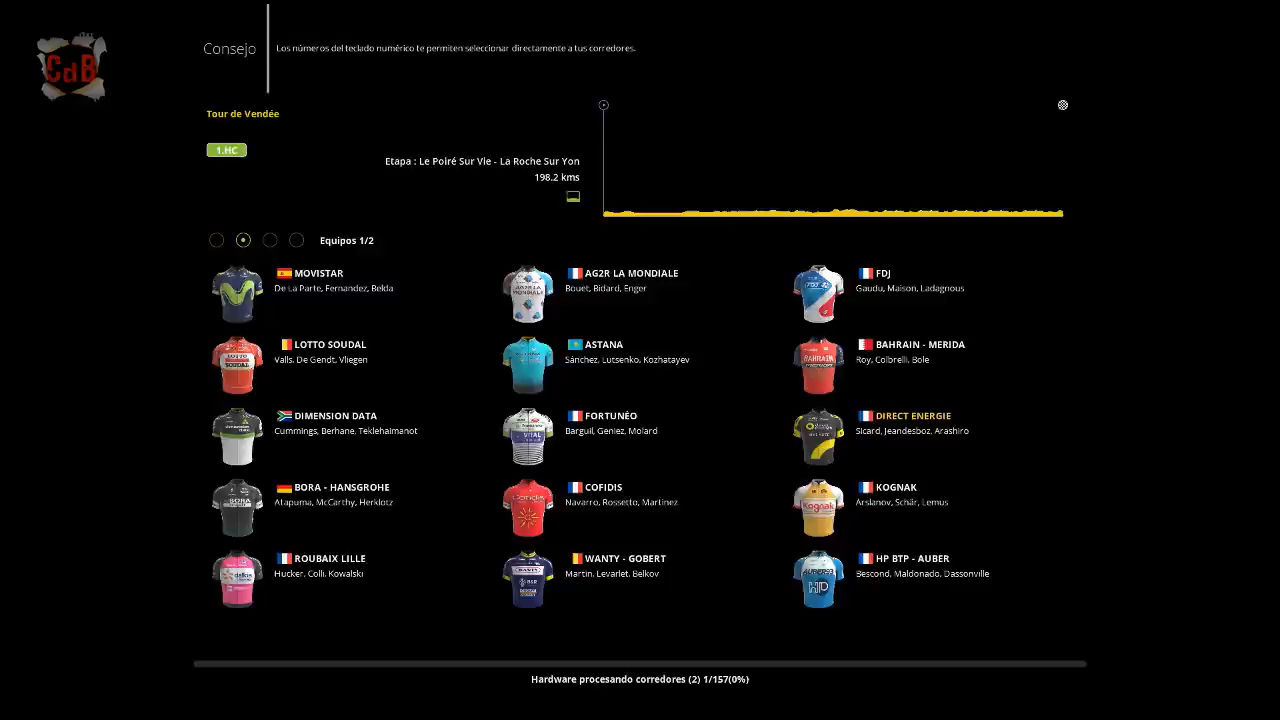 CdB
Consejo
Los números del teclado numérico te permiten seleccionar directamente a tus corredores.
Tour de Vendée
1.HC
Etapa : Le Poiré Sur Vie - La Roche Sur Yon
198.2 kms
Equipos 1/2
MOVISTAR
De La Parte, Fernandez, Belda
AG2R LA MONDIALE
Bouet, Bidard, Enger
FDJ
Gaudu, Maison, Ladagnous
LOTTO SOUDAL
Valls, De Gendt, Vliegen
ASTANA
Sánchez, Lutsenko, Kozhatayev
BAHRAIN - MERIDA
Roy, Colbrelli, Bole
DIMENSION DATA
Cummings, Berhane, Teklehaimanot
FORTUNÉO
Barguil, Géniez, Molard
DIRECT ENERGIE
Sicard, Jeandesboz, Arashiro
BORA - HANSGROHE
Atapuma, McCarthy, Herklotz
COFIDIS
Navarro, Rossetto, Martinez
KOGNAK
Arslanov, Schär, Lemus
ROUBAIX LILLE
Hucker, Colli, Kowalski
WANTY - GOBERT
Martin, Levarlet, Belkov
HP BTP - AUBER
Bescond, Maldonado, Dassonville
Hardware procesando corredores (2) 1/157(0%)